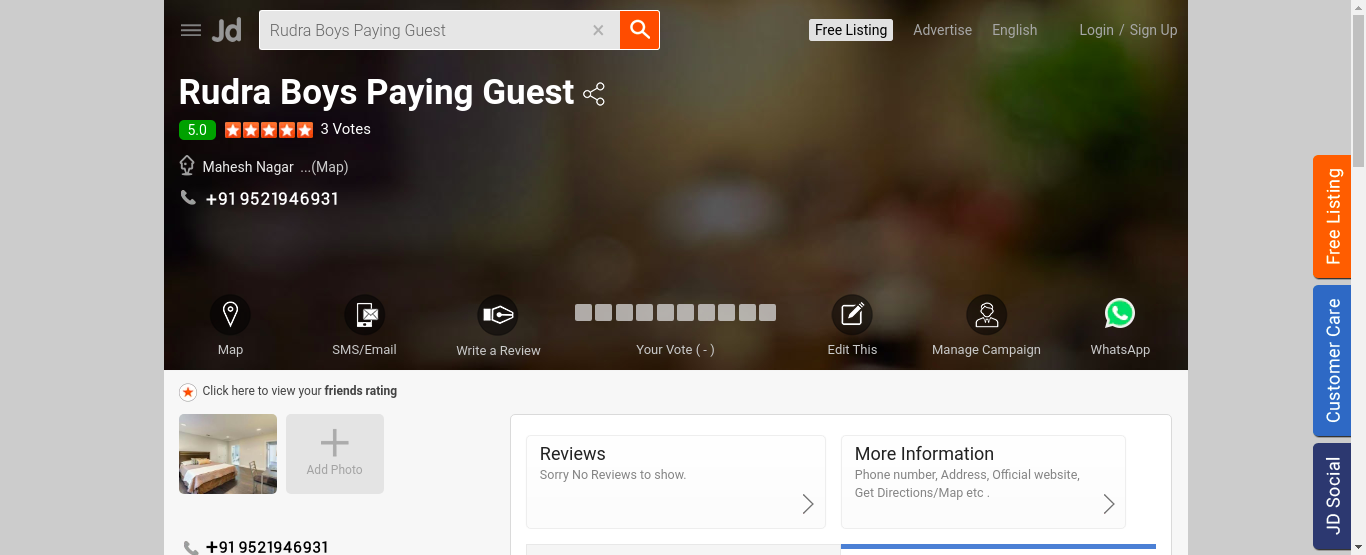 Jd
Rudra Boys Paying Guest
Free Listing
Advertise
English
Login / Sign Up
Rudra Boys Paying Guest
5.0
3 Votes
Mahesh Nagar ...(Map)
+91 9521946931
Map
SMS/Email
Write a Review
Your Vote ( - )
Edit This
Manage Campaign
WhatsApp
Click here to view your friends rating
Add Photo
Reviews
Sorry No Reviews to show.
More Information
Phone number, Address, Official website,
Get Directions/Map etc .
+91 9521946931
Free Listing
Customer Care
JD Social